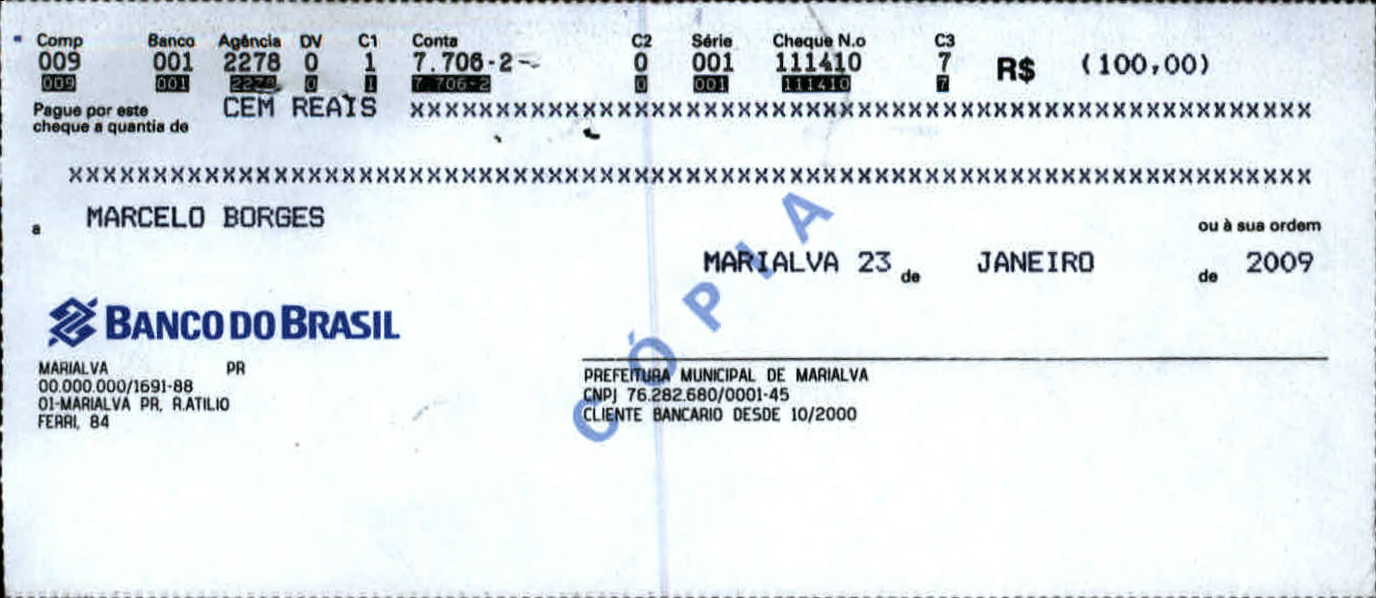 Comp Banco Agência DV C1 Conta C2 Série Cheque N.o C3
009 001 2278 0 1 7.706-2 0 001 111410 7 R$ (100,00)
009 001 2278 0 1 7.706-2 0 001 111410 7
Pague por este CEM REAIS XXXXXXXXXXXXXXXXXXXXXXXXXXXXXXXXXXXXXXXXXXXXXXXXXXXXXXXXXXXXXXXXX
cheque a quantia de
XXXXXXXXXXXXXXXXXXXXXXXXXXXXXXXXXXXXXXXXXXXXXXXXXXXXXXXXXXXXXXXXXXXXXXXXXXXXXXXXXXXXXXXXXX
a MARCELO BORGES ou à sua ordem
MARIALVA 23 de JANEIRO de 2009
CÓPIA
BANCO DO BRASIL
MARIALVA PR
00.000.000/1691-88
01-MARIALVA PR, R.ATILIO
FERRI, 84
PREFEITURA MUNICIPAL DE MARIALVA
CNPJ 76.282.680/0001-45
CLIENTE BANCARIO DESDE 10/2000